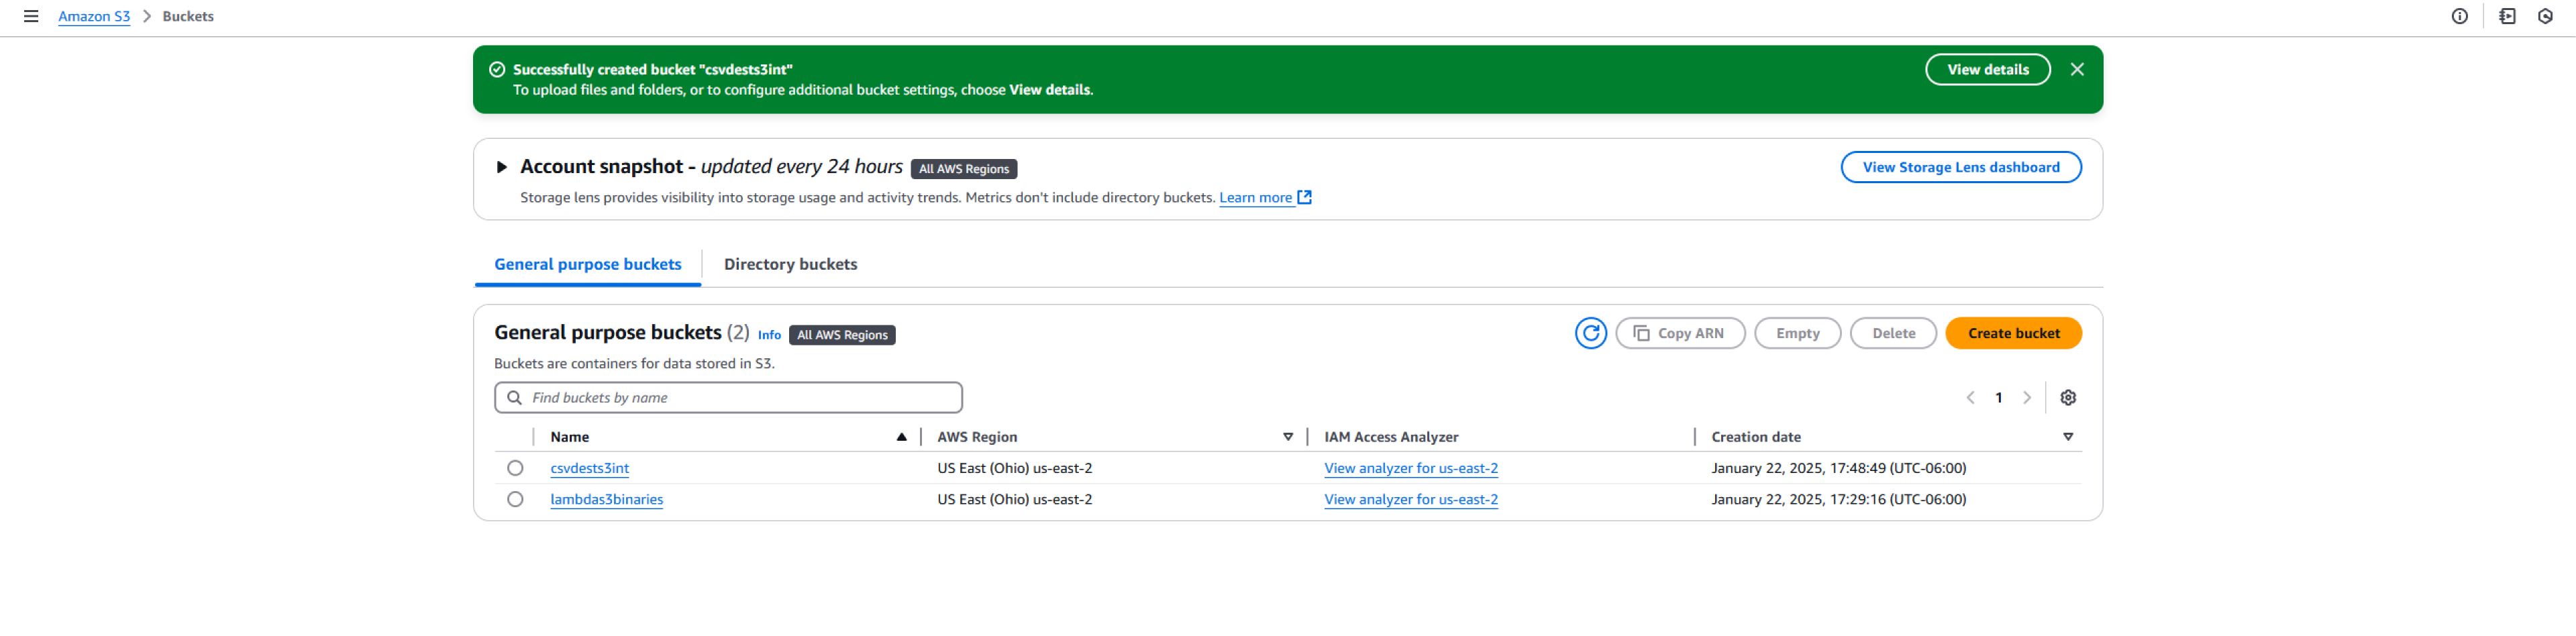 Amazon S3 > Buckets
Successfully created bucket "csvdests3int"
View details
To upload files and folders, or to configure additional bucket settings, choose View details.
Account snapshot - updated every 24 hours All AWS Regions
View Storage Lens dashboard
Storage lens provides visibility into storage usage and activity trends. Metrics don't include directory buckets. Learn more
General purpose buckets Directory buckets
General purpose buckets (2) Info All AWS Regions
Copy ARN Empty Delete Create bucket
Buckets are containers for data stored in S3.
Find buckets by name
1
Name AWS Region IAM Access Analyzer Creation date
csvdests3int US East (Ohio) us-east-2 View analyzer for us-east-2 January 22, 2025, 17:48:49 (UTC-06:00)
lambdas3binaries US East (Ohio) us-east-2 View analyzer for us-east-2 January 22, 2025, 17:29:16 (UTC-06:00)